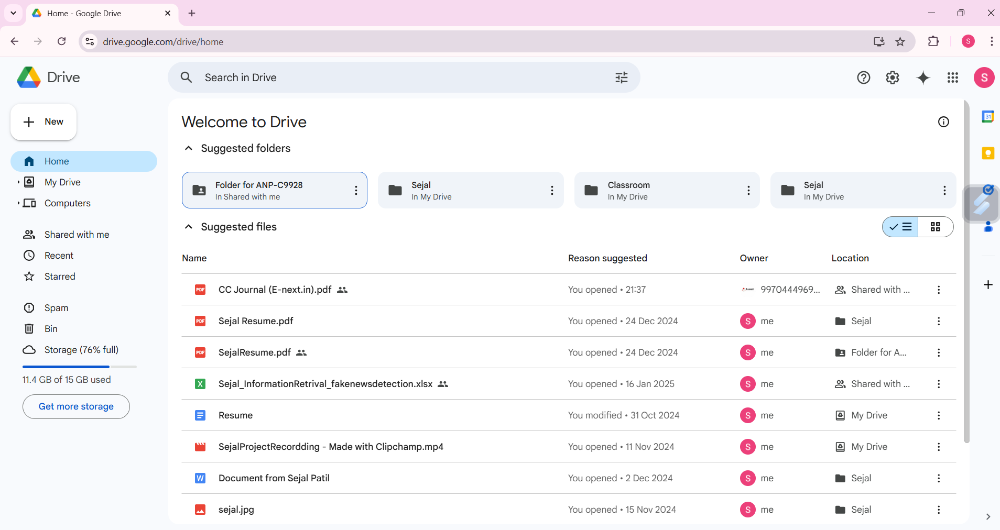 Home - Google Drive
drive.google.com/drive/home
S
Drive
Search in Drive
S
New
Welcome to Drive
Suggested folders
Home
My Drive
Computers
Shared with me
Recent
Starred
Spam
Bin
Storage (76% full)
11.4 GB of 15 GB used
Get more storage
Folder for ANP-C9928
In Shared with me
Sejal
In My Drive
Classroom
In My Drive
Sejal
In My Drive
Suggested files
Name Reason suggested Owner Location
PDF CC Journal (E-next.in).pdf You opened • 21:37 9970444969... Shared with ...
PDF Sejal Resume.pdf You opened • 24 Dec 2024 S me Sejal
PDF SejalResume.pdf You opened • 24 Dec 2024 S me Folder for A...
X Sejal_InformationRetrival_fakenewsdetection.xlsx You opened • 16 Jan 2025 S me Shared with ...
Resume You modified • 31 Oct 2024 S me My Drive
SejalProjectRecordding - Made with Clipchamp.mp4 You opened • 11 Nov 2024 S me My Drive
W Document from Sejal Patil You opened • 2 Dec 2024 S me Sejal
sejal.jpg You opened • 15 Nov 2024 S me Sejal
31